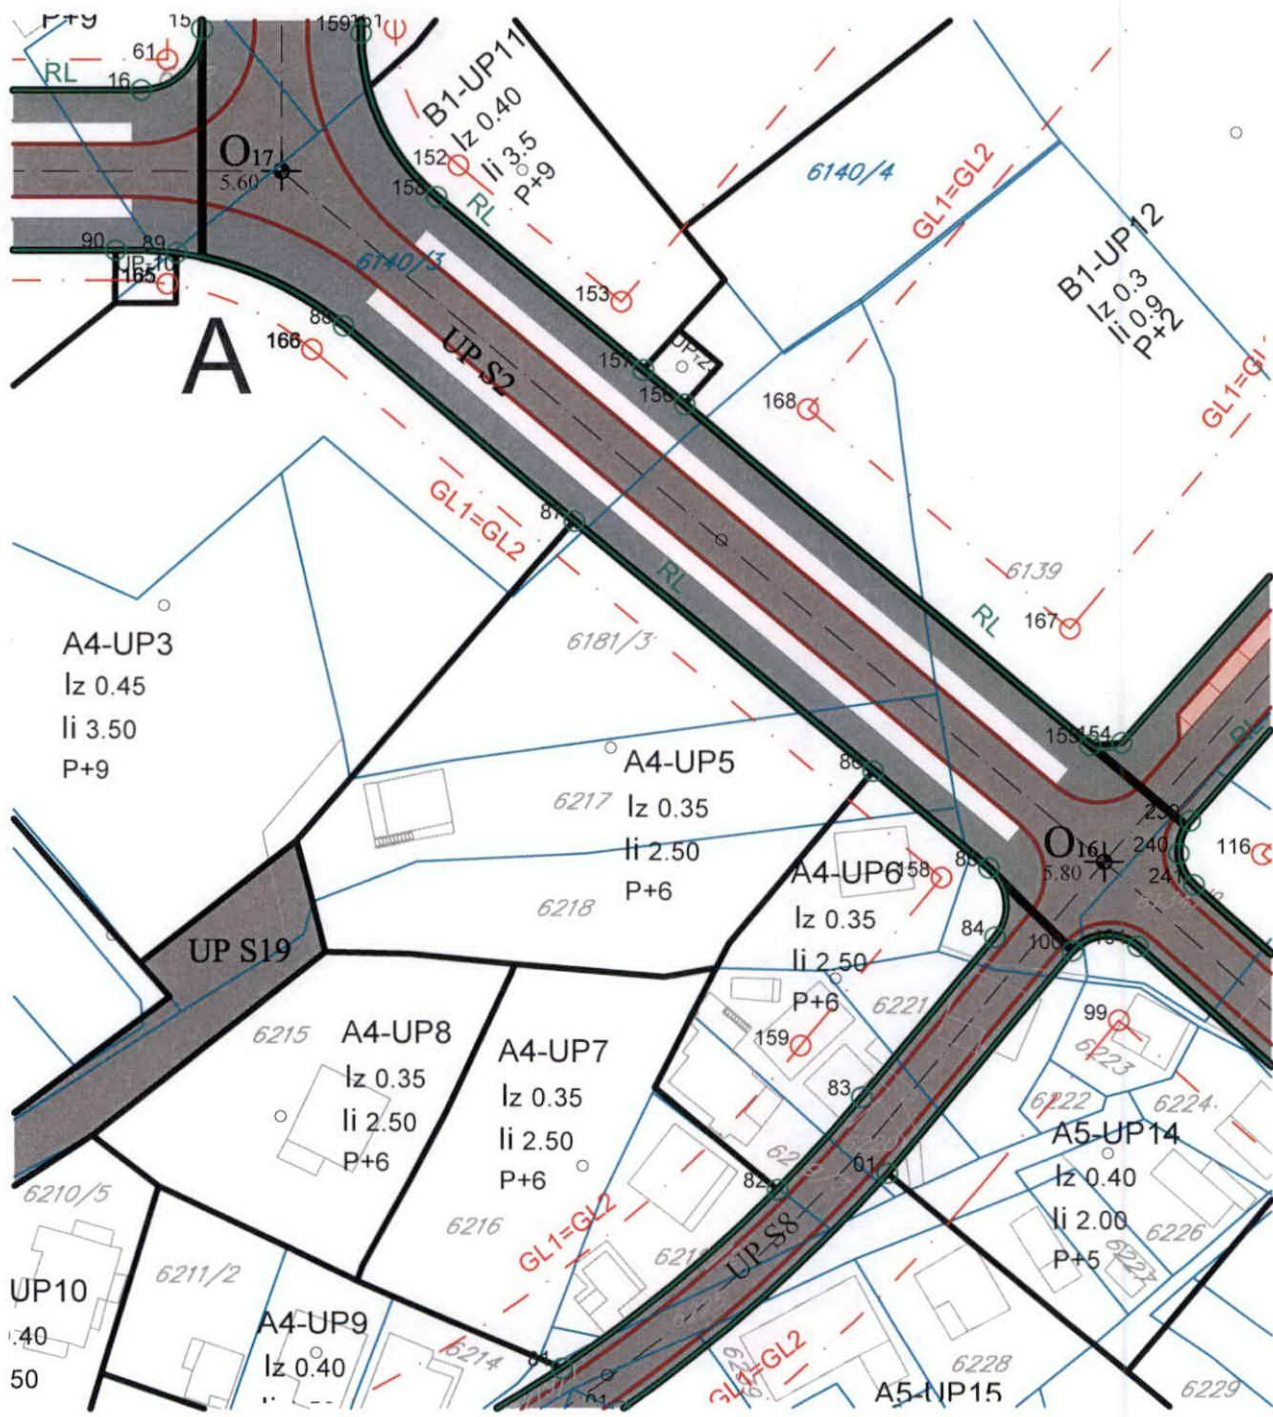 P+9
15
159
61
RL
16
B1-UP11
Iz 0.40
Ii 3.5
P+9
152
158
RL
O17
5.60
6140/4
GL1=GL2
B1-UP12
Iz 0.3
Ii 0.9
P+2
90
89
165
6140/3
153
A
166
UP S2
157
156
168
GL1=GL2
87
RL
6139
RL
167
A4-UP3
Iz 0.45
Ii 3.50
P+9
6181/3
154
RL
86
A4-UP5
Iz 0.35
Ii 2.50
P+6
6217
O16
5.80
240
241
116
A4-UP6
Iz 0.35
Ii 2.50
P+6
158
6218
84
UP S19
6215
A4-UP8
Iz 0.35
Ii 2.50
P+6
A4-UP7
Iz 0.35
Ii 2.50
P+6
6221
159
99
6223
83
6222
6224
A5-UP14
Iz 0.40
Ii 2.00
P+5
82
6210/5
6216
GL1=GL2
UP S8
6226
6227
6211/2
UP10
.40
50
A4-UP9
Iz 0.40
6214
GL1=GL2
6228
A5-UP15
6229